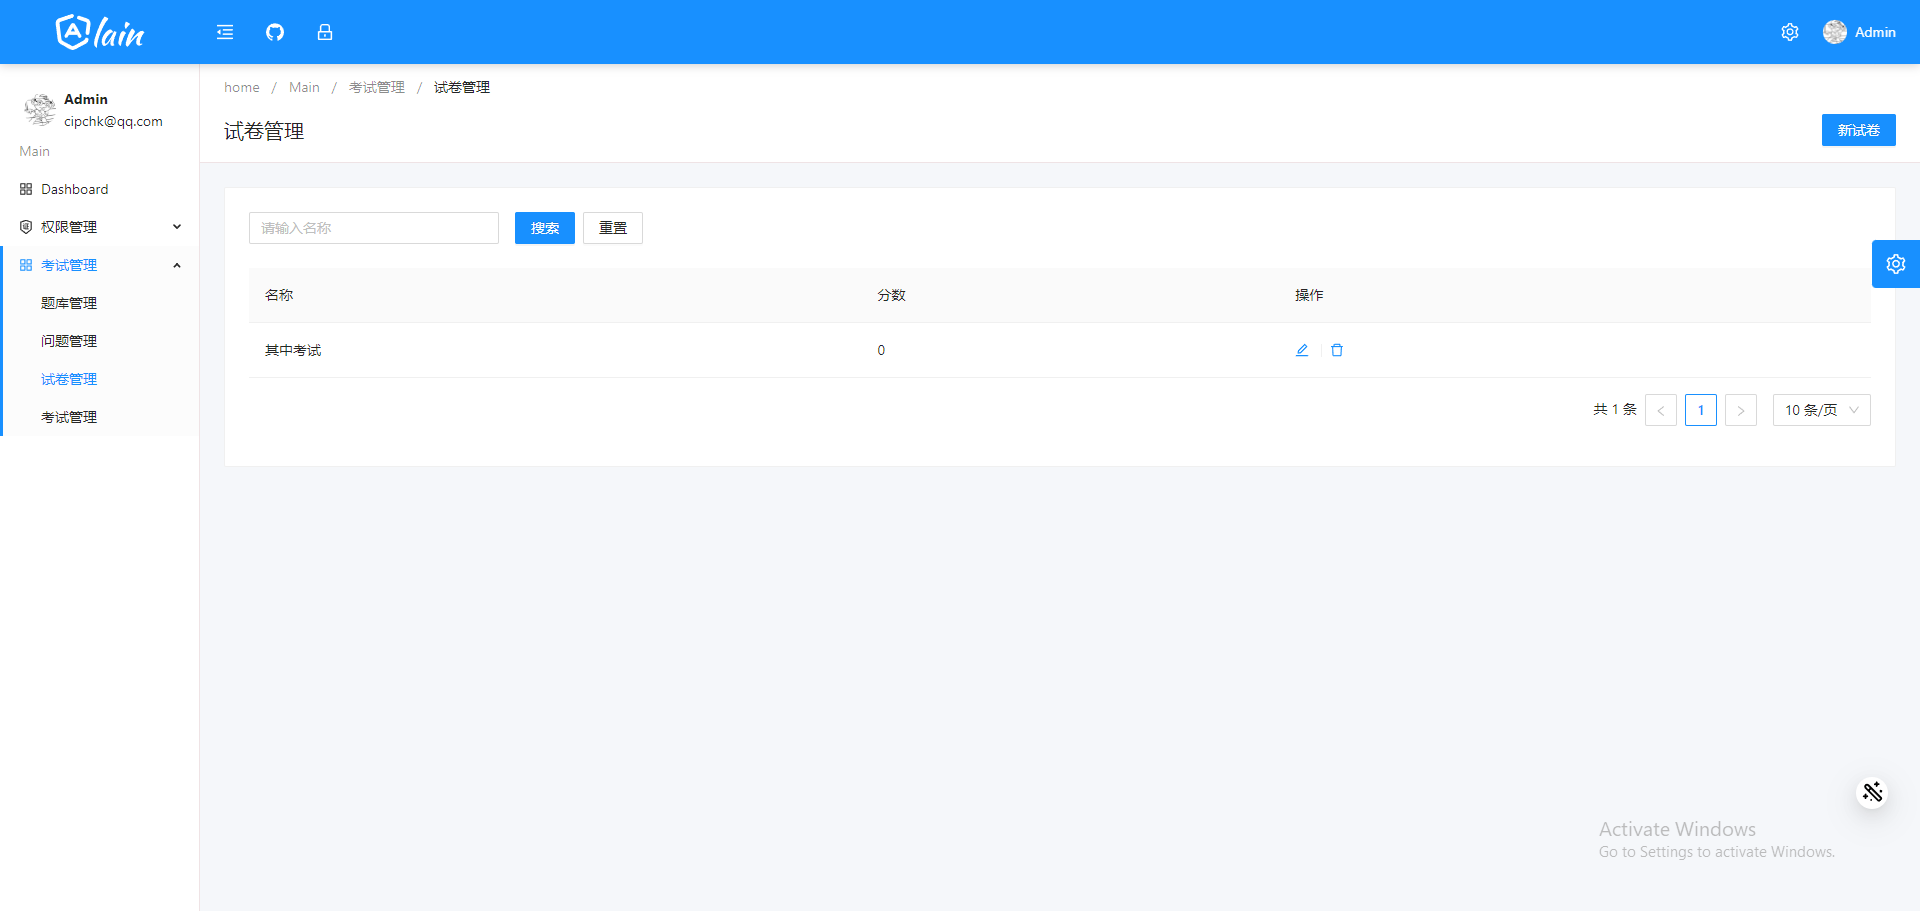 Alain
Admin
Admin
cipchk@qq.com
Main
Dashboard
权限管理
考试管理
题库管理
问题管理
试卷管理
考试管理
home / Main / 考试管理 / 试卷管理
试卷管理
新试卷
请输入名称
搜索
重置
名称 分数 操作
其中考试 0
共 1 条 < 1 > 10 条/页
Activate Windows
Go to Settings to activate Windows.